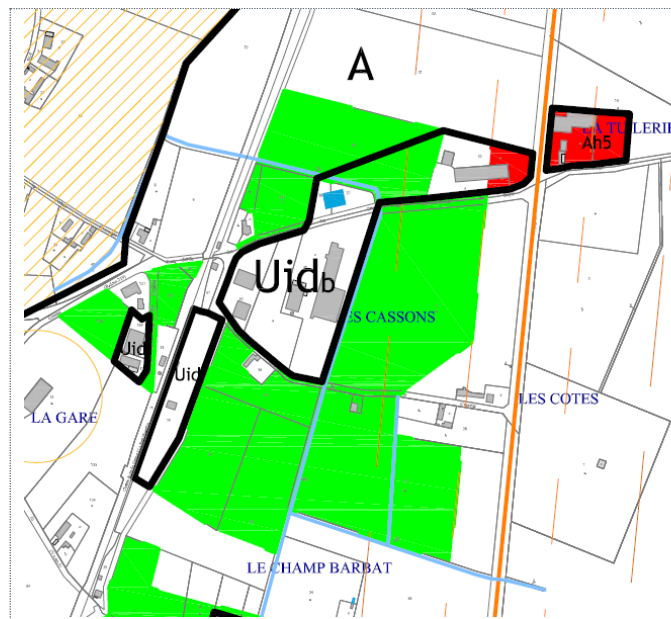 A
LA TUILERIE
Ah5
Uidb
LES CASSONS
Uid
Uid
LES COTES
LA GARE
LE CHAMP BARBAT